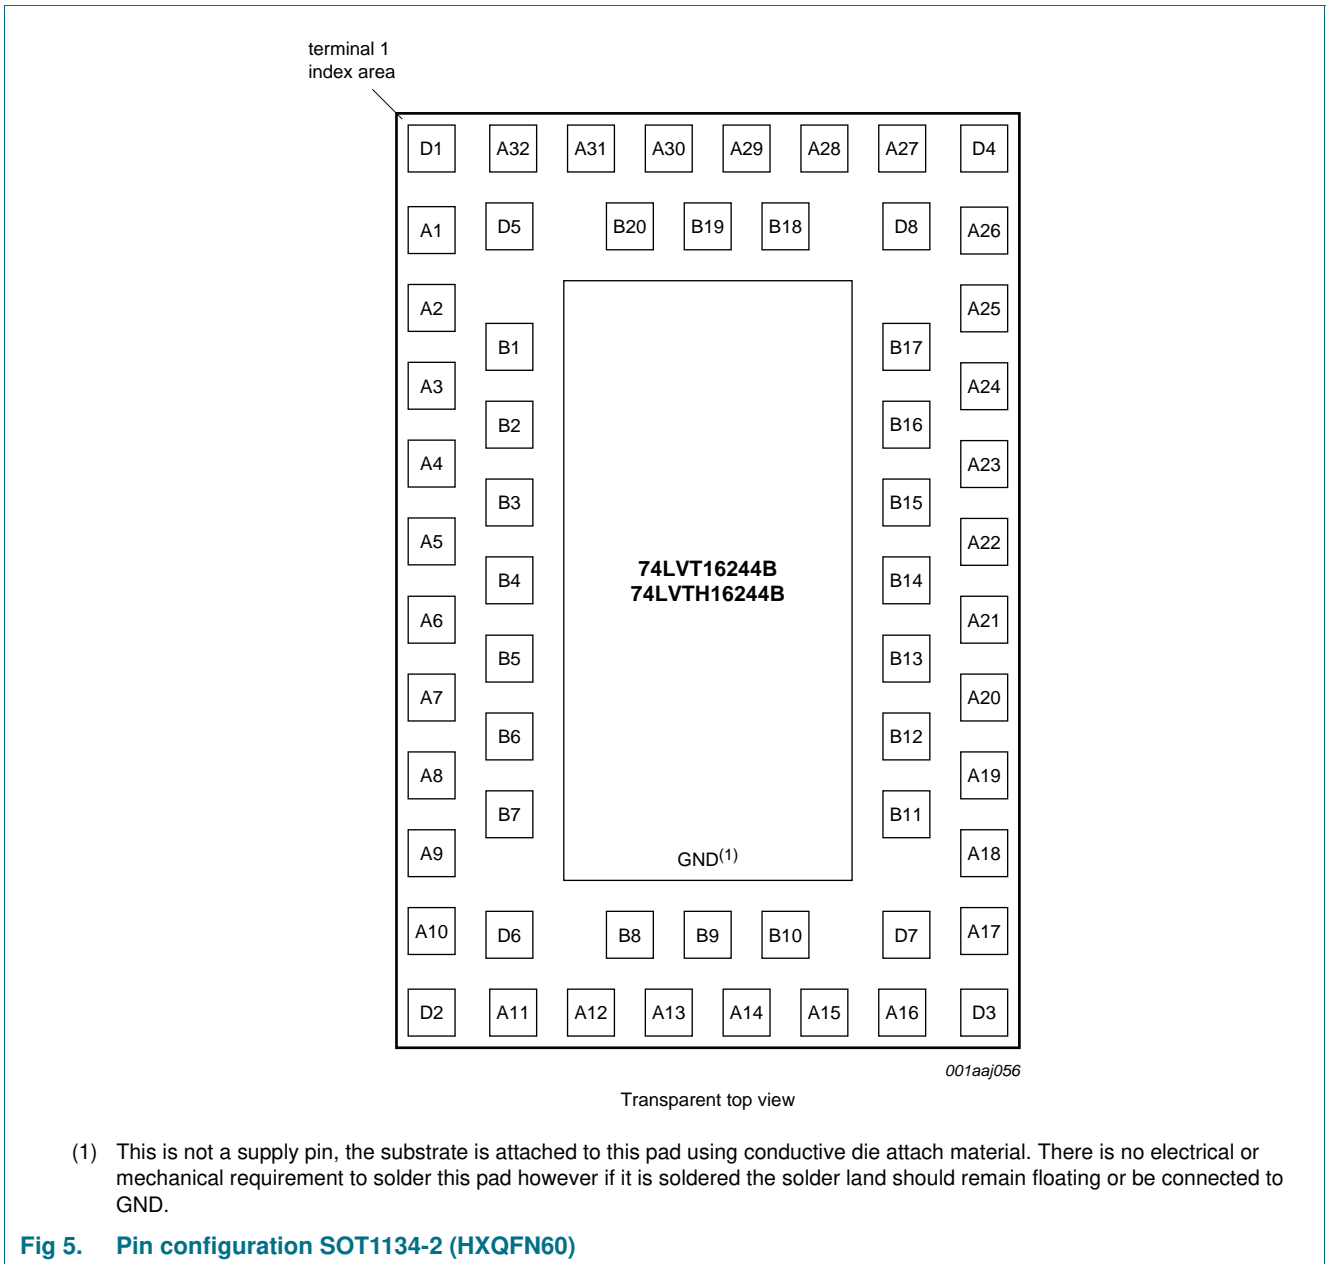 terminal 1
index area
D1 A32 A31 A30 A29 A28 A27 D4
A1 D5 B20 B19 B18 D8 A26
A2 A25
B1 B17
A3 A24
B2 B16
A4 A23
B3 B15
A5 A22
74LVT16244B
B4 B14
74LVTH16244B
A6 A21
B5 B13
A7 A20
B6 B12
A8 A19
B7 B11
A9 GND(1) A18
A10 D6 B8 B9 B10 D7 A17
D2 A11 A12 A13 A14 A15 A16 D3
001aaj056
Transparent top view
(1) This is not a supply pin, the substrate is attached to this pad using conductive die attach material. There is no electrical or
mechanical requirement to solder this pad however if it is soldered the solder land should remain floating or be connected to
GND.
Fig 5. Pin configuration SOT1134-2 (HXQFN60)